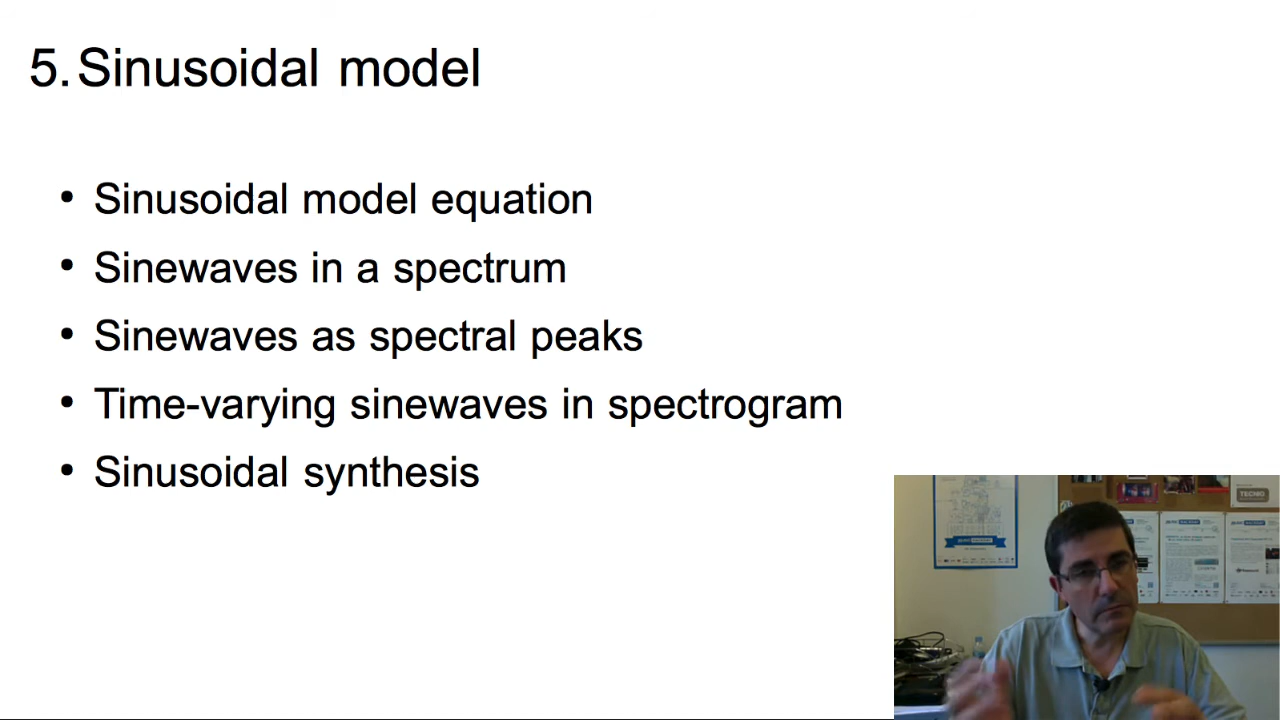 5. Sinusoidal model
• Sinusoidal model equation
• Sinewaves in a spectrum
• Sinewaves as spectral peaks
• Time-varying sinewaves in spectrogram
• Sinusoidal synthesis
TECNIO